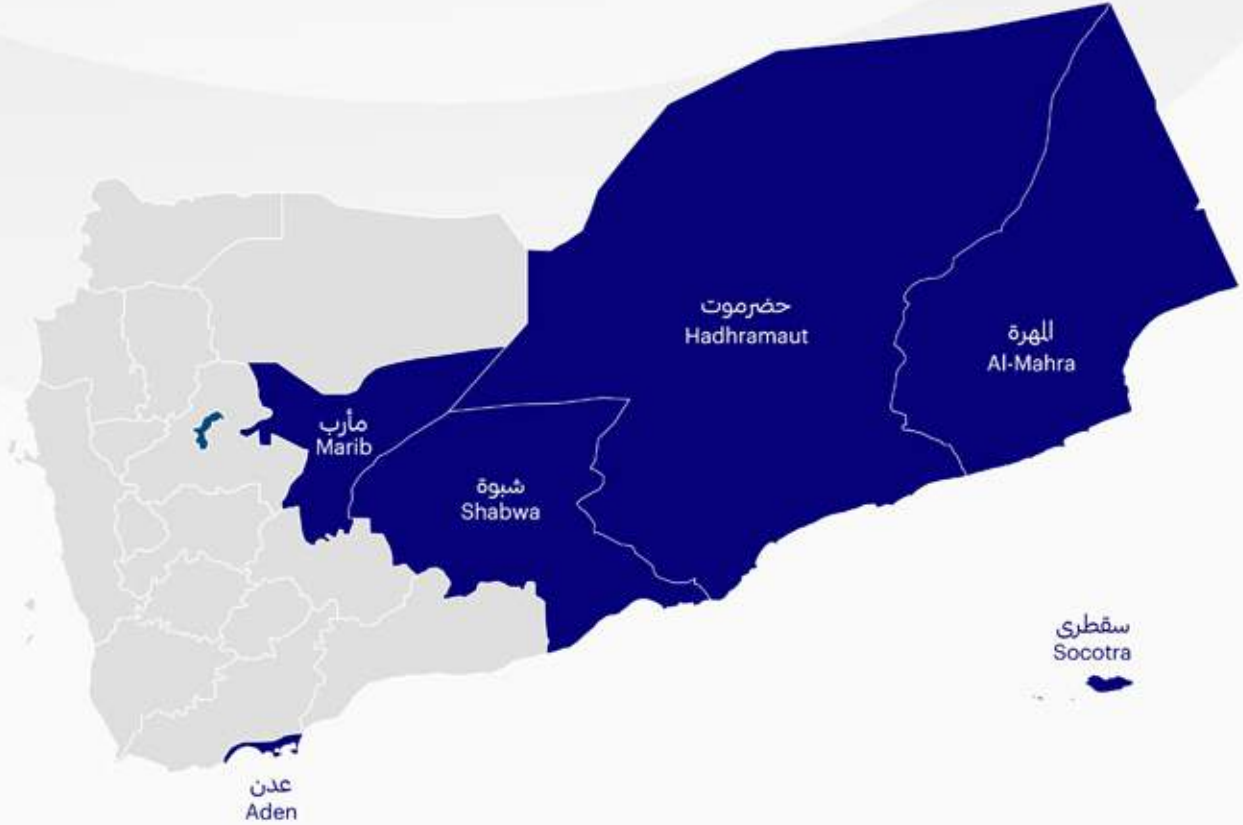 حضرموت
Hadhramaut
المهرة
Al-Mahra
مأرب
Marib
شبوة
Shabwa
سقطرى
Socotra
عدن
Aden